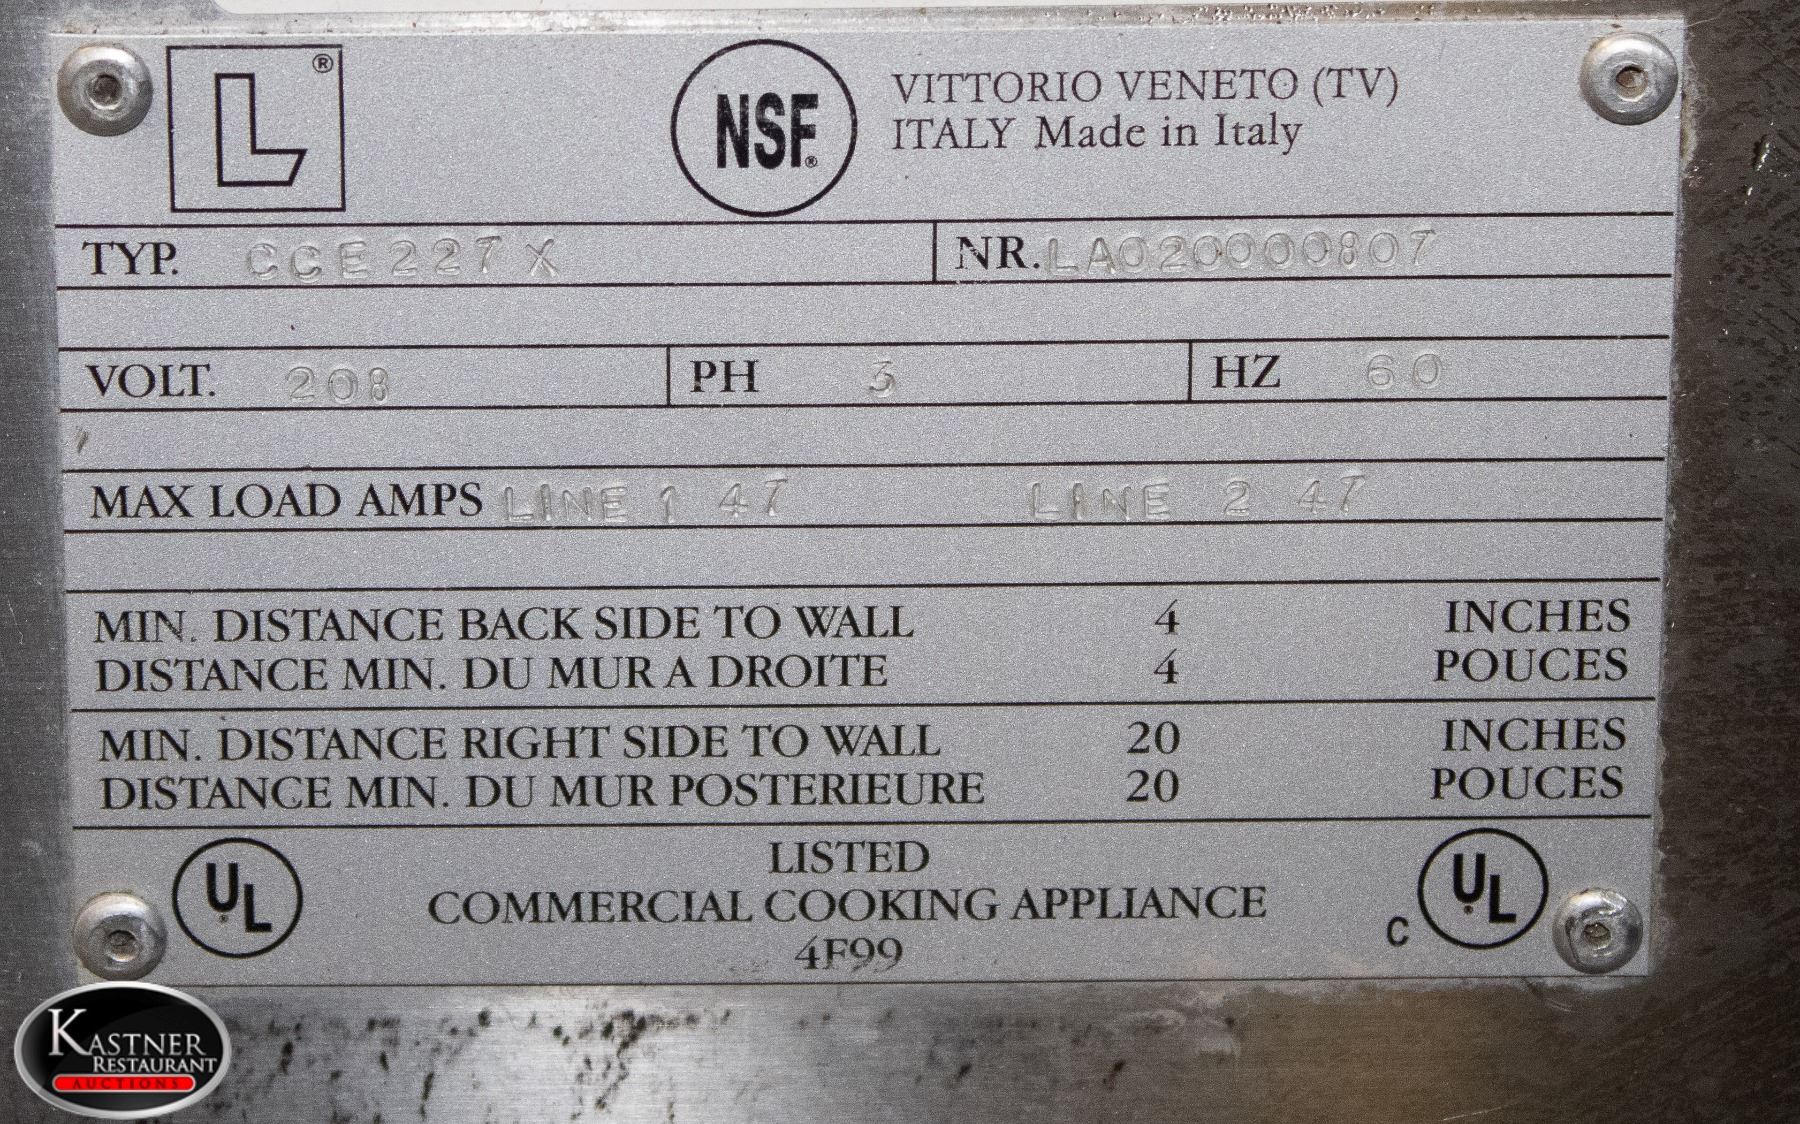 L ®
NSF®
VITTORIO VENETO (TV)
ITALY Made in Italy
TYP. CCE227X NR. LA020000807
VOLT. 208 PH 3 HZ 60
MAX LOAD AMPS LINE 1 47 LINE 2 47
MIN. DISTANCE BACK SIDE TO WALL 4 INCHES
DISTANCE MIN. DU MUR A DROITE 4 POUCES
MIN. DISTANCE RIGHT SIDE TO WALL 20 INCHES
DISTANCE MIN. DU MUR POSTERIEURE 20 POUCES
UL
LISTED
COMMERCIAL COOKING APPLIANCE
4F99
C UL
KASTNER
RESTAURANT
AUCTIONS